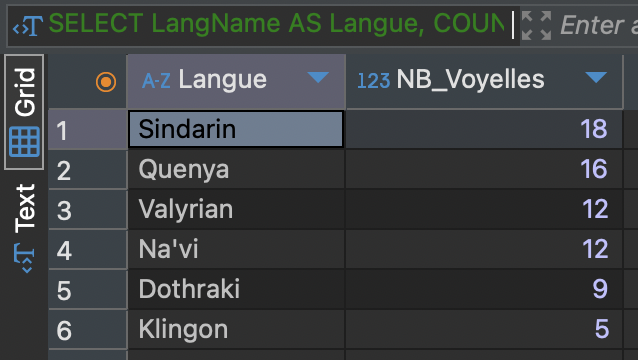 SELECT LangName AS Langue, COUN Enter a
Grid
Text
A-Z Langue 123 NB_Voyelles
1 Sindarin 18
2 Quenya 16
3 Valyrian 12
4 Na'vi 12
5 Dothraki 9
6 Klingon 5